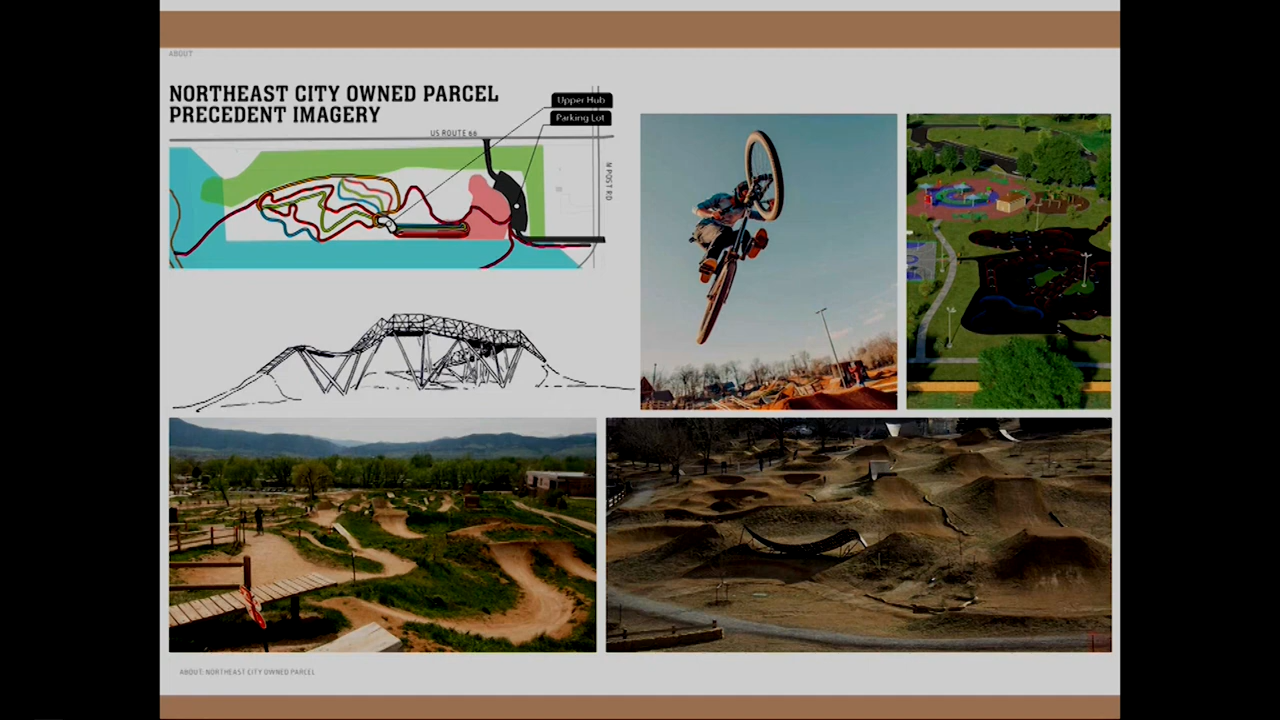 ABOUT
NORTHEAST CITY OWNED PARCEL
PRECEDENT IMAGERY
Upper Hub
Parking Lot
US ROUTE 66
N POST RD
ABOUT: NORTHEAST CITY OWNED PARCEL